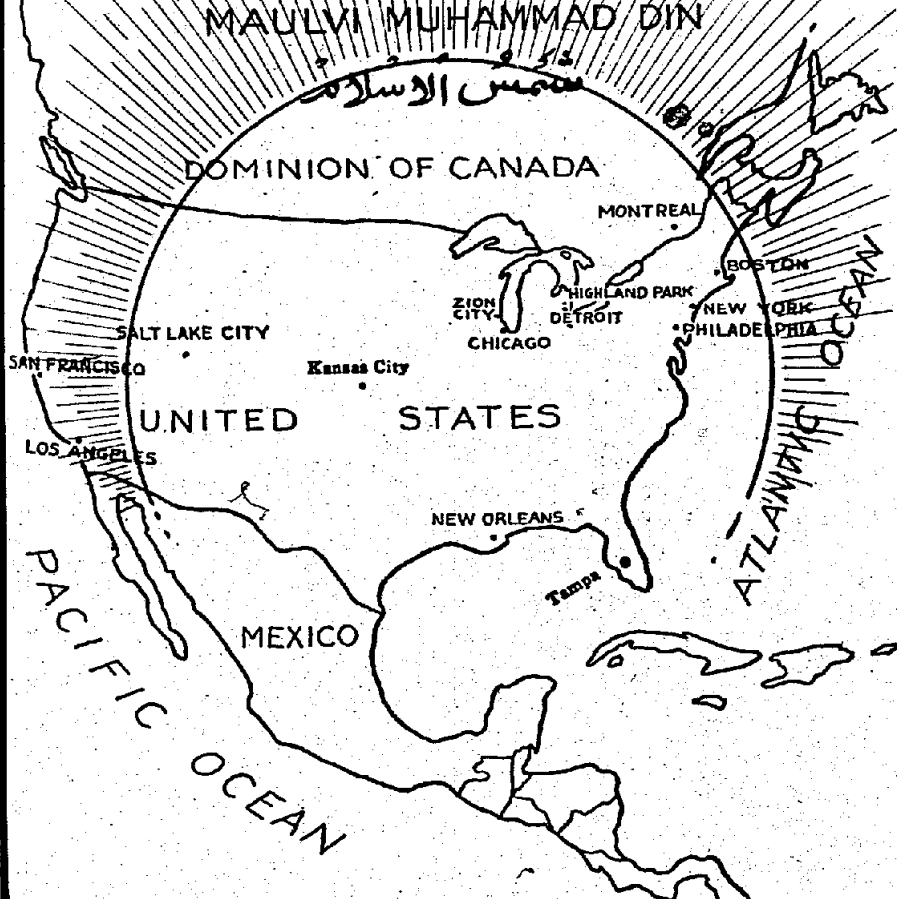 MAULVI MUHAMMAD DIN
شمس الاسلام
DOMINION OF CANADA
MONTREAL
BOSTON
ZION
CITY
HIGHLAND PARK
DETROIT
NEW YORK
PHILADELPHIA
CHICAGO
SALT LAKE CITY
SAN FRANCISCO
Kansas City
UNITED STATES
LOS ANGELES
NEW ORLEANS
Tampa
MEXICO
PACIFIC OCEAN
ATLANTIC OCEAN